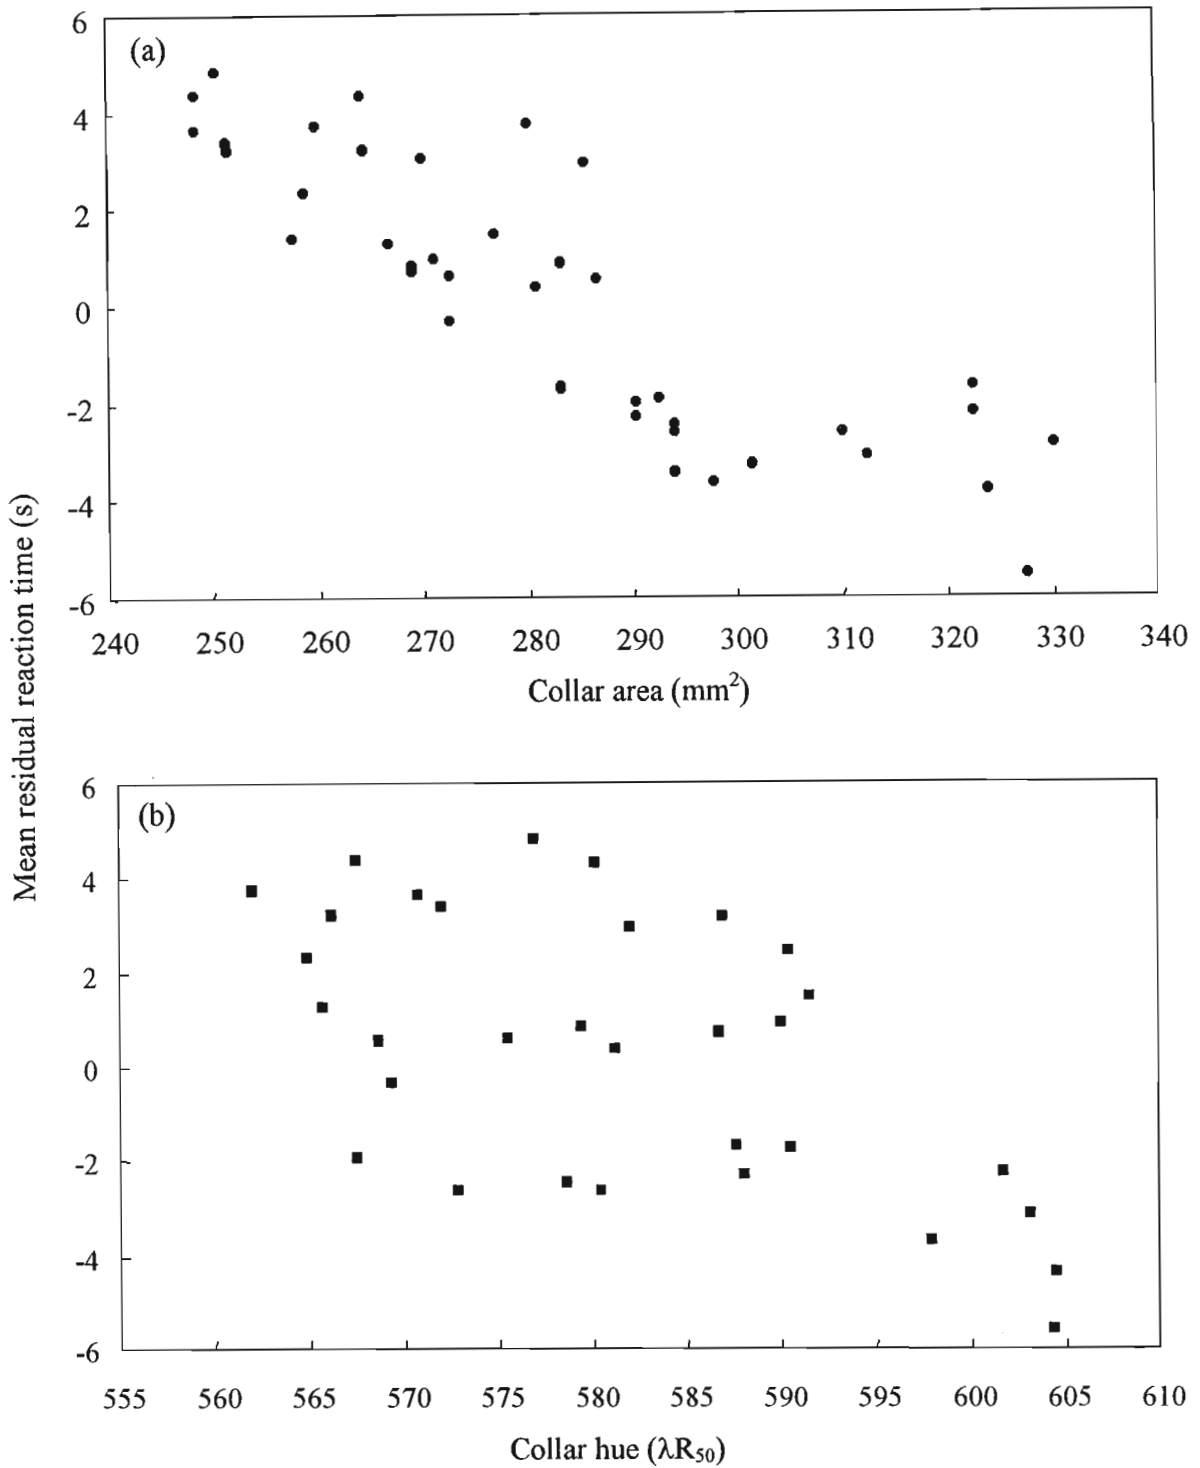 (a)
6
4
2
0
-2
-4
-6
240 250 260 270 280 290 300 310 320 330 340
Collar area (mm²)
Mean residual reaction time (s)
(b)
6
4
2
0
-2
-4
-6
555 560 565 570 575 580 585 590 595 600 605 610
Collar hue (λR₅₀)